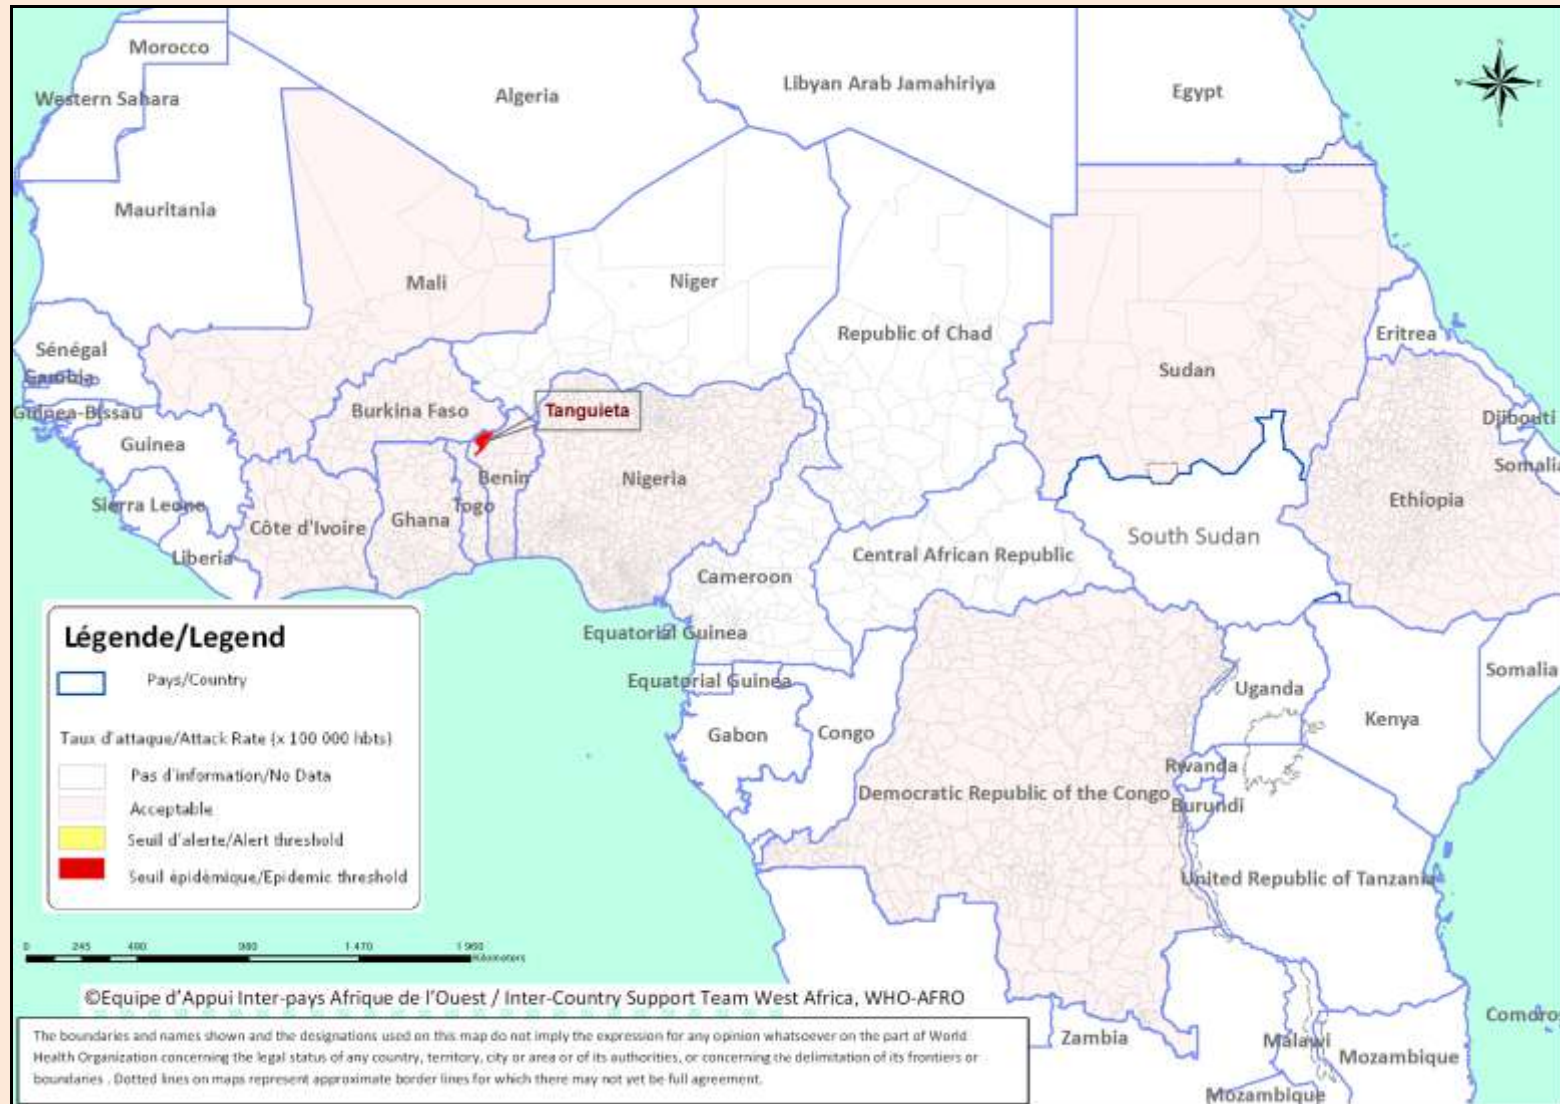 Morocco
Western Sahara
Algeria
Libyan Arab Jamahiriya
Egypt
N
W
E
S
Mauritania
Mali
Niger
Republic of Chad
Sudan
Eritrea
Sénégal
Gambia
Guinea-Bissau
Guinea
Burkina Faso
Tanguieta
Djibouti
Somalia
Benin
Nigeria
Ethiopia
Sierra Leone
Togo
Côte d'Ivoire
Ghana
South Sudan
Liberia
Central African Republic
Cameroon
Equatorial Guinea
Légende/Legend
Pays/Country
Taux d'attaque/Attack Rate (x 100 000 hbts)
Pas d'information/No Data
Acceptable
Seuil d'alerte/Alert threshold
Seuil épidémique/Epidemic threshold
Equatorial Guinea
Uganda
Somalia
Gabon
Congo
Kenya
Rwanda
Democratic Republic of the Congo
Burundi
United Republic of Tanzania
0 245 490 980 1 470 1 960
Kilometers
©Equipe d'Appui Inter-pays Afrique de l'Ouest / Inter-Country Support Team West Africa, WHO-AFRO
Comoros
Zambia
Malawi
Mozambique
Mozambique
The boundaries and names shown and the designations used on this map do not imply the expression for any opinion whatsoever on the part of World
Health Organization concerning the legal status of any country, territory, city or area or of its authorities, or concerning the delimitation of its frontiers or
boundaries . Dotted lines on maps represent approximate border lines for which there may not yet be full agreement.